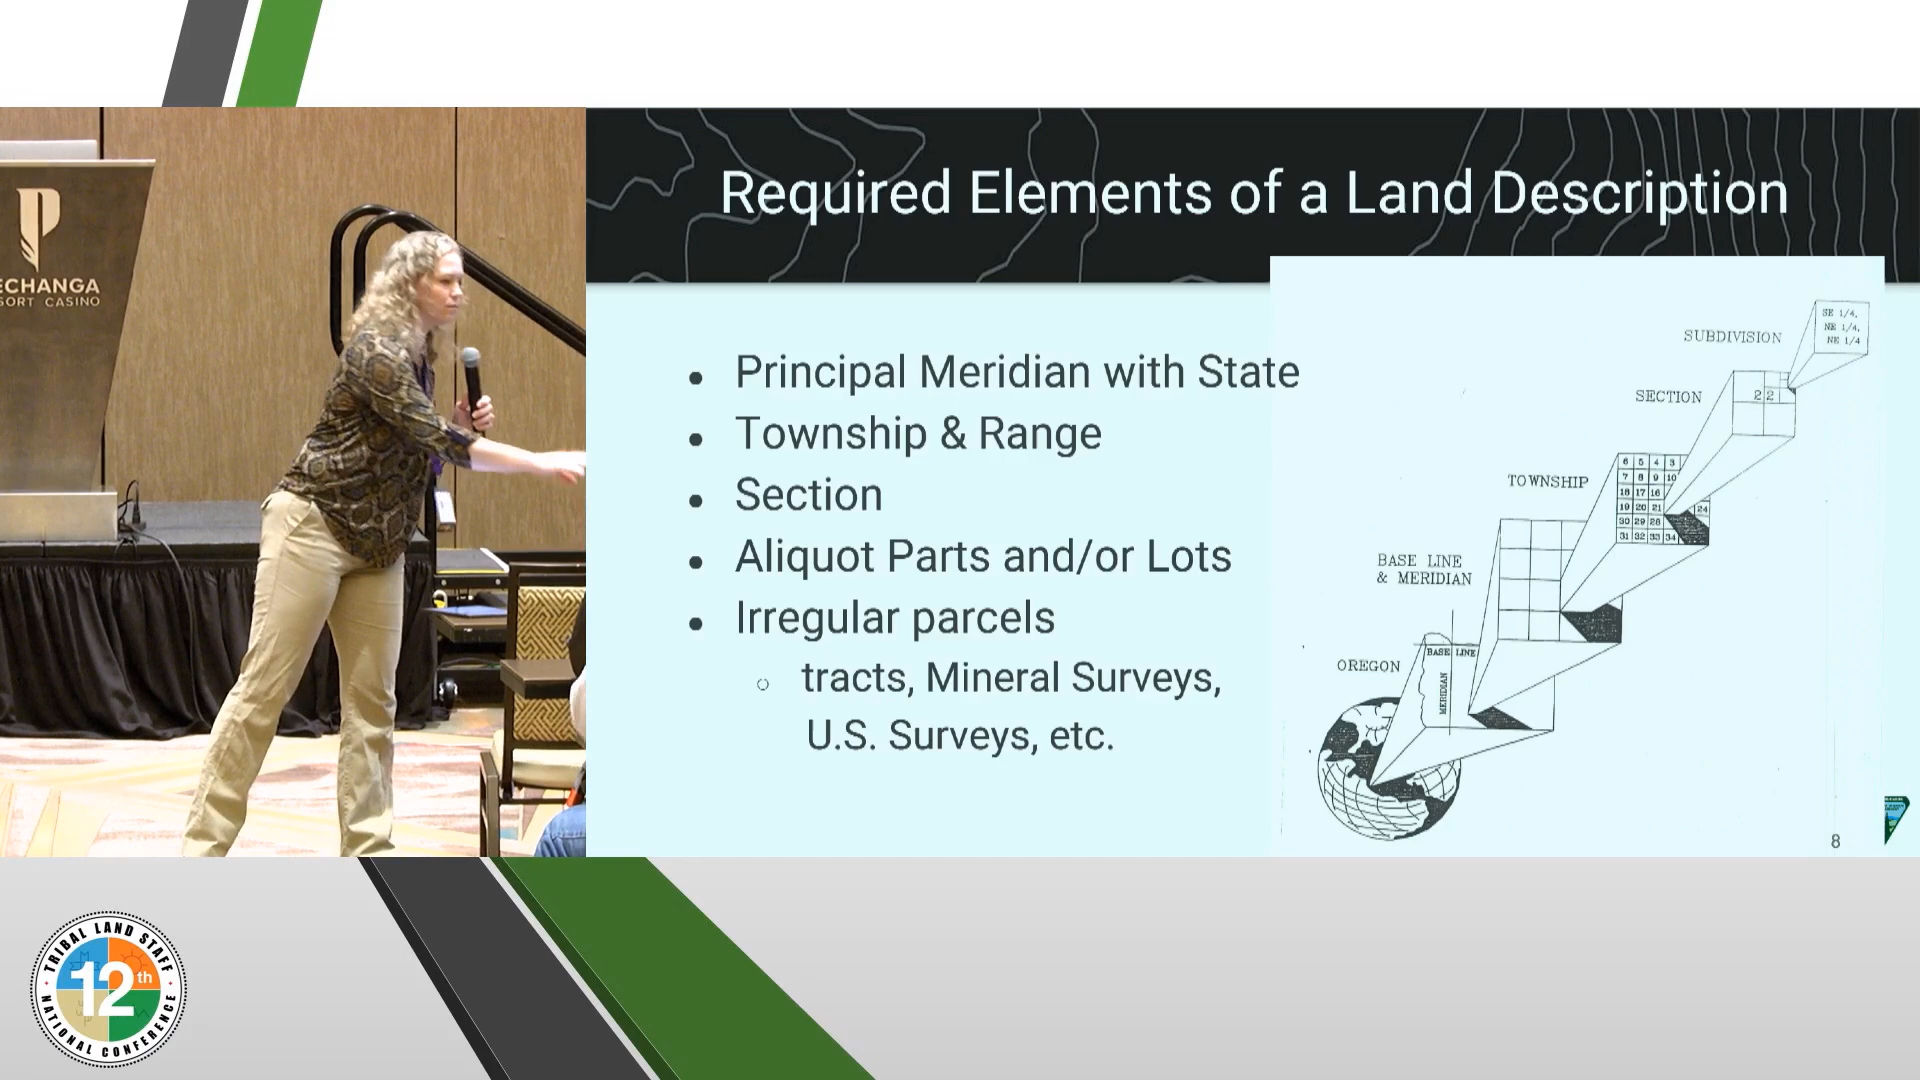 Required Elements of a Land Description
ECHANGA
SORT CASINO
Principal Meridian with State
Township & Range
Section
Aliquot Parts and/or Lots
Irregular parcels
tracts, Mineral Surveys,
U.S. Surveys, etc.
SUBDIVISION
SE 1/4,
NE 1/4,
NE 1/4
SECTION
22
TOWNSHIP
6 5 4 3
7 8 9 10
18 17 16
19 20 21 24
30 29 28
31 32 33 34
BASE LINE
& MERIDIAN
BASE LINE
MERIDIAN
OREGON
8
TRIBAL LAND STAFF
12th
NATIONAL CONFERENCE